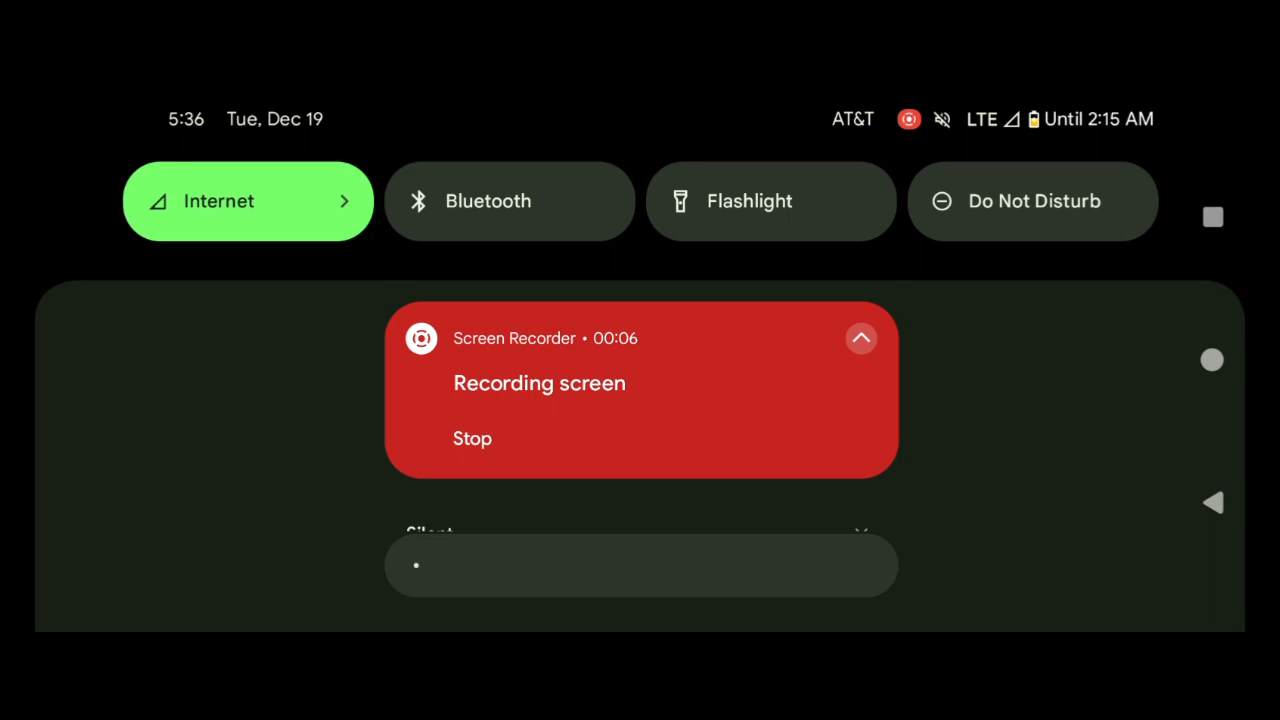 5:36 Tue, Dec 19 AT&T LTE Until 2:15 AM
Internet Bluetooth Flashlight Do Not Disturb
Screen Recorder • 00:06
Recording screen
Stop
Silent